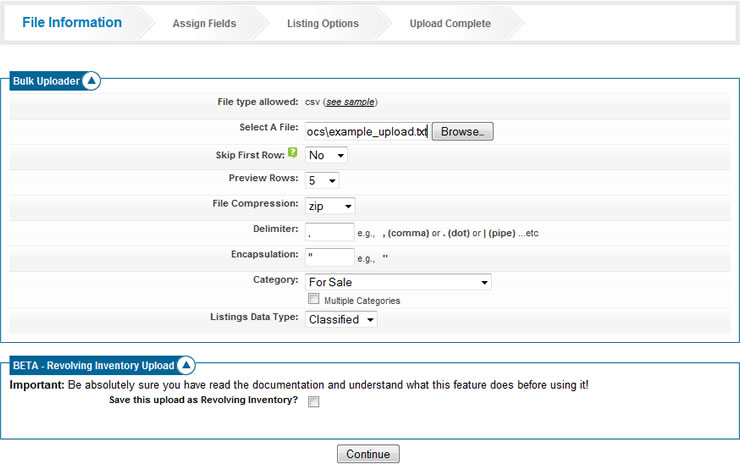 File Information Assign Fields Listing Options Upload Complete
Bulk Uploader
File type allowed: csv (see sample)
Select A File: ocs\example_upload.txt Browse..
Skip First Row: ? No
Preview Rows: 5
File Compression: zip
Delimiter: . e.g., , (comma) or . (dot) or | (pipe) ...etc
Encapsulation: " e.g., "
Category: For Sale
Multiple Categories
Listings Data Type: Classified
BETA - Revolving Inventory Upload
Important: Be absolutely sure you have read the documentation and understand what this feature does before using it!
Save this upload as Revolving Inventory?
Continue